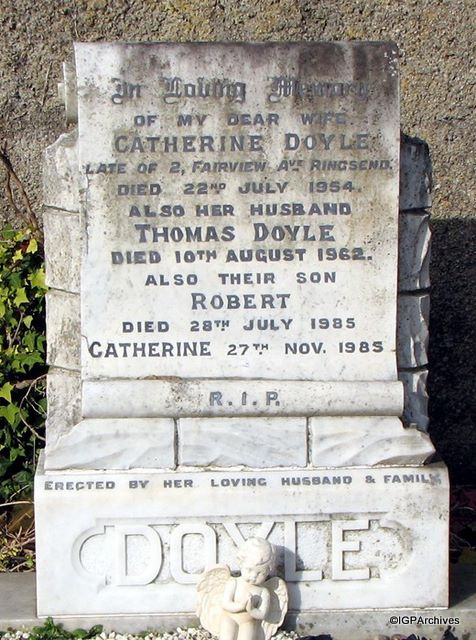 In Loving Memory
OF MY DEAR WIFE
CATHERINE DOYLE
LATE OF 2, FAIRVIEW AVE RINGSEND.
DIED 22ND JULY 1954.
ALSO HER HUSBAND
THOMAS DOYLE
DIED 10TH AUGUST 1962.
ALSO THEIR SON
ROBERT
DIED 28TH JULY 1985
CATHERINE 27TH NOV. 1985
R.I.P.
ERECTED BY HER LOVING HUSBAND & FAMILY
DOYLE
©IGPArchives